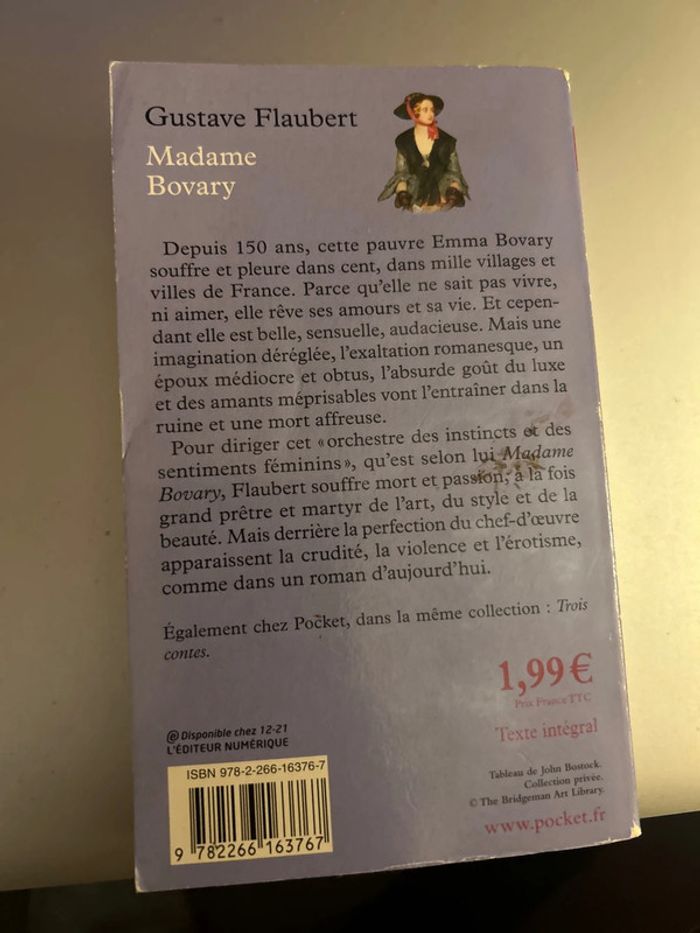 Gustave Flaubert
Madame
Bovary
Depuis 150 ans, cette pauvre Emma Bovary
souffre et pleure dans cent, dans mille villages et
villes de France. Parce qu'elle ne sait pas vivre,
ni aimer, elle rêve ses amours et sa vie. Et cepen-
dant elle est belle, sensuelle, audacieuse. Mais une
imagination déréglée, l'exaltation romanesque, un
époux médiocre et obtus, l'absurde goût du luxe
et des amants méprisables vont l'entraîner dans la
ruine et une mort affreuse.
Pour diriger cet « orchestre des instincts et des
sentiments féminins », qu'est selon lui Madame
Bovary, Flaubert souffre mort et passion, à la fois
grand prêtre et martyr de l'art, du style et de la
beauté. Mais derrière la perfection du chef-d'œuvre
apparaissent la crudité, la violence et l'érotisme,
comme dans un roman d'aujourd'hui.
Également chez Pocket, dans la même collection : Trois
contes.
1,99 €
Prix France TTC
Texte intégral
@ Disponible chez 12-21
L'ÉDITEUR NUMÉRIQUE
Tableau de John Bostock.
Collection privée.
© The Bridgeman Art Library.
www.pocket.fr
ISBN 978-2-266-16376-7
9 782266 163767